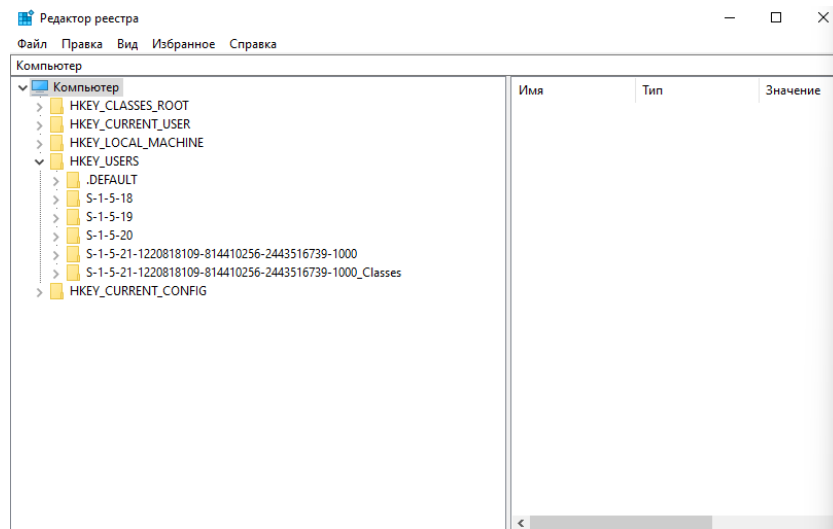 Редактор реестра
Файл Правка Вид Избранное Справка
Компьютер
Компьютер
HKEY_CLASSES_ROOT
HKEY_CURRENT_USER
HKEY_LOCAL_MACHINE
HKEY_USERS
.DEFAULT
S-1-5-18
S-1-5-19
S-1-5-20
S-1-5-21-1220818109-814410256-2443516739-1000
S-1-5-21-1220818109-814410256-2443516739-1000_Classes
HKEY_CURRENT_CONFIG
Имя Тип Значение